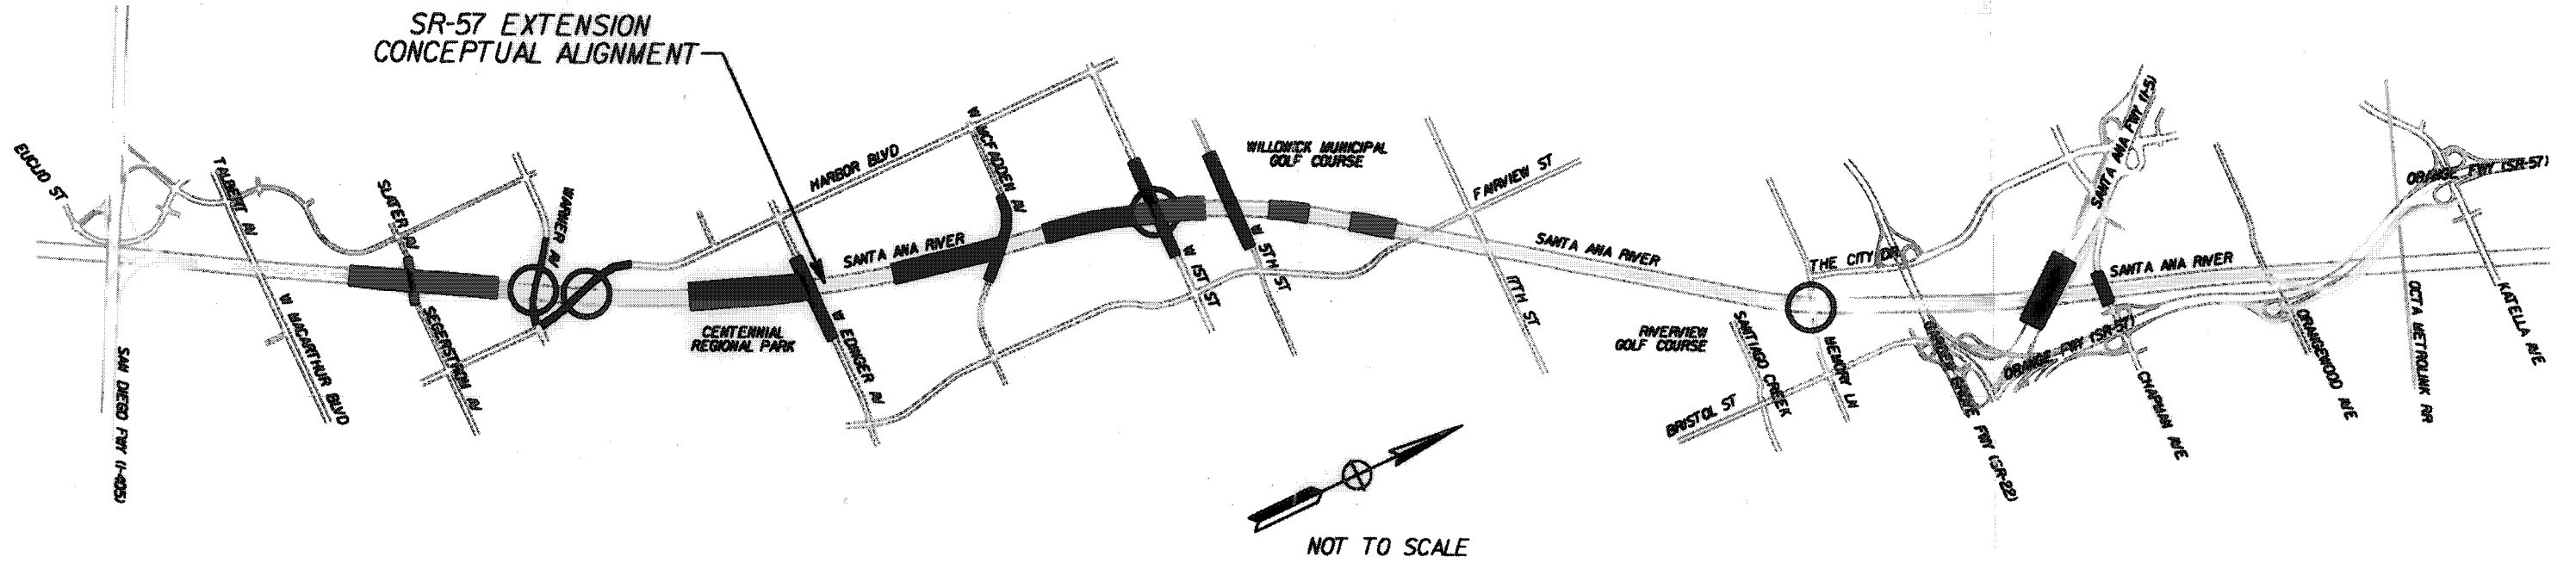 SR-57 EXTENSION
CONCEPTUAL ALIGNMENT
EUCLID ST
SAN DIEGO FWY (I-405)
TALBERT AV
W MACARTHUR BLVD
SLATER AV
SEGERSTROM AV
WARNER AV
HARBOR BLVD
CENTENNIAL
REGIONAL PARK
W EDINGER AV
SANTA ANA RIVER
W MCFADDEN AV
W 1ST ST
W 5TH ST
WILLOWICK MUNICIPAL
GOLF COURSE
FAIRVIEW ST
17TH ST
SANTA ANA RIVER
RIVERVIEW
GOLF COURSE
THE CITY DR
SANTIAGO CREEK
MEMORY LN
BRISTOL ST
GARDEN GROVE FWY (SR-22)
ORANGE FWY (SR-57)
SANTA ANA FWY (I-5)
SANTA ANA RIVER
CHAPMAN AVE
ORANGEWOOD AVE
ORANGE FWY (SR-57)
OCTA METROLINK RR
KATELLA AVE
NOT TO SCALE